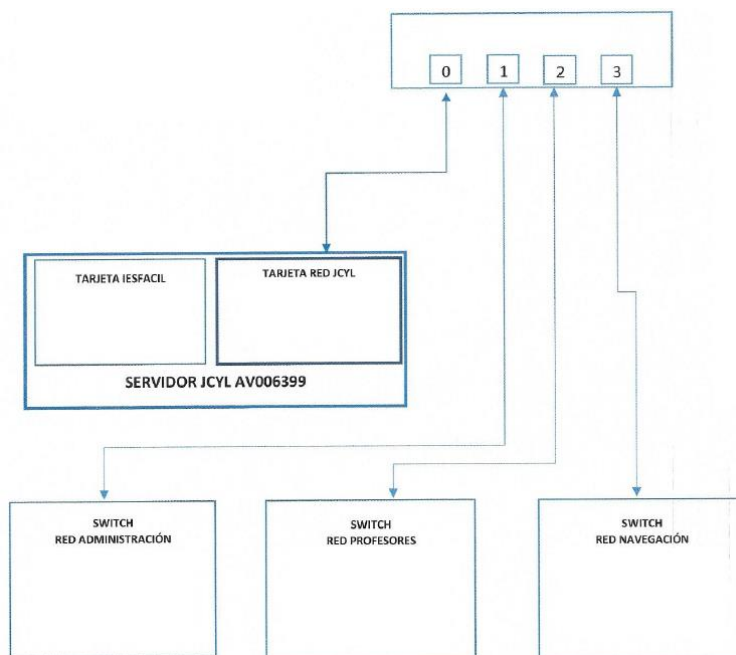 0 1 2 3
TARJETA IESFACIL
TARJETA RED JCYL
SERVIDOR JCYL AV006399
SWITCH
RED ADMINISTRACIÓN
SWITCH
RED PROFESORES
SWITCH
RED NAVEGACIÓN